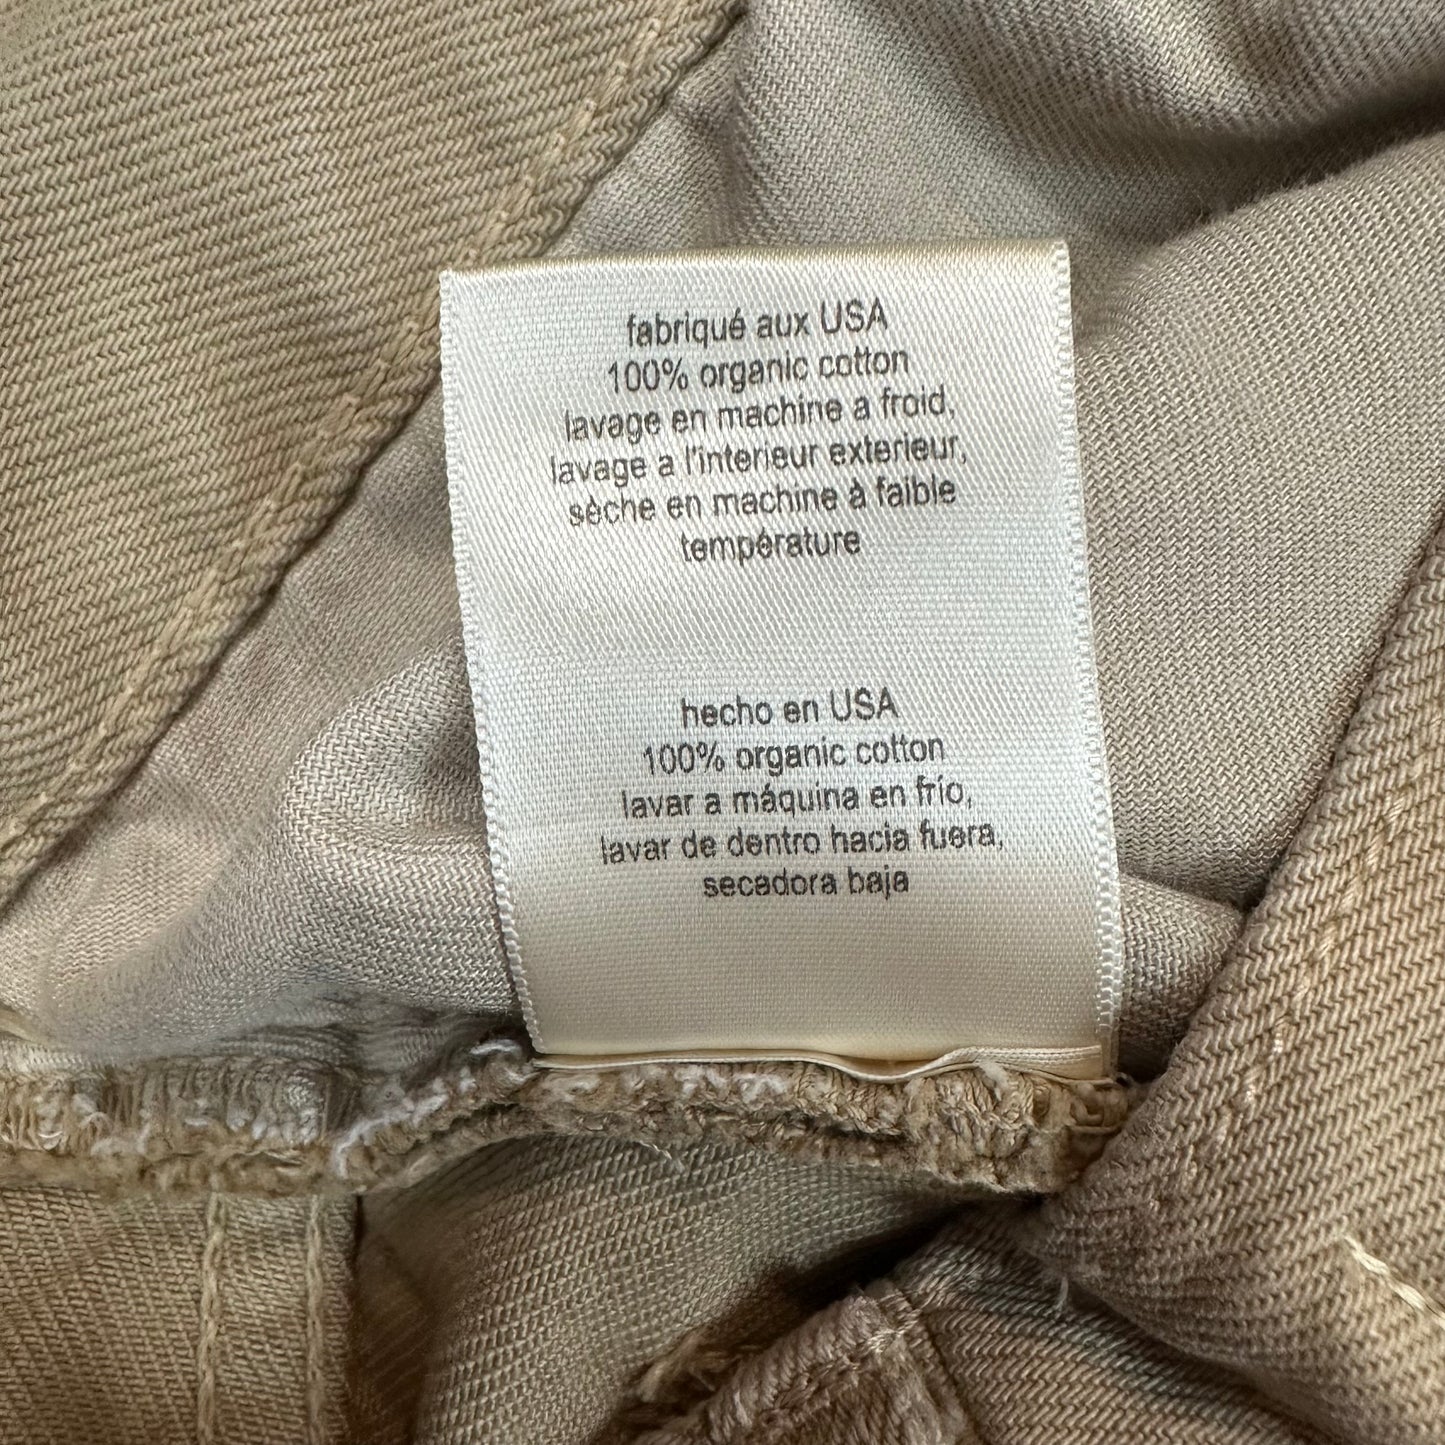 fabriqué aux USA
100% organic cotton
lavage en machine a froid,
lavage a l'interieur exterieur,
sèche en machine à faible
température
hecho en USA
100% organic cotton
lavar a máquina en frío,
lavar de dentro hacia fuera,
secadora baja